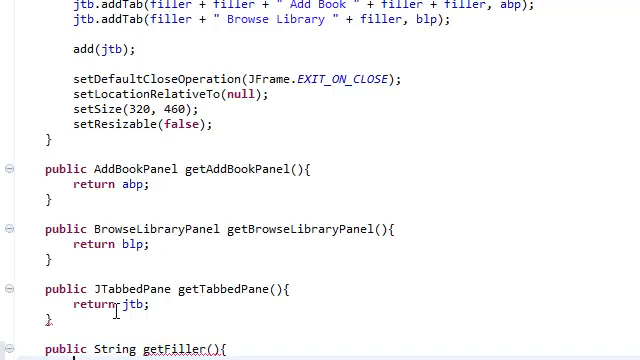 jtb.addTab(filler + filler + " Add Book " + filler + filler, abp);
jtb.addTab(filler + " Browse Library " + filler, blp);
add(jtb);
setDefaultCloseOperation(JFrame.EXIT_ON_CLOSE);
setLocationRelativeTo(null);
setSize(320, 460);
setResizable(false);
}
public AddBookPanel getAddBookPanel(){
return abp;
}
public BrowseLibraryPanel getBrowseLibraryPanel(){
return blp;
}
public JTabbedPane getTabbedPane(){
return jtb;
}
public String getFiller(){